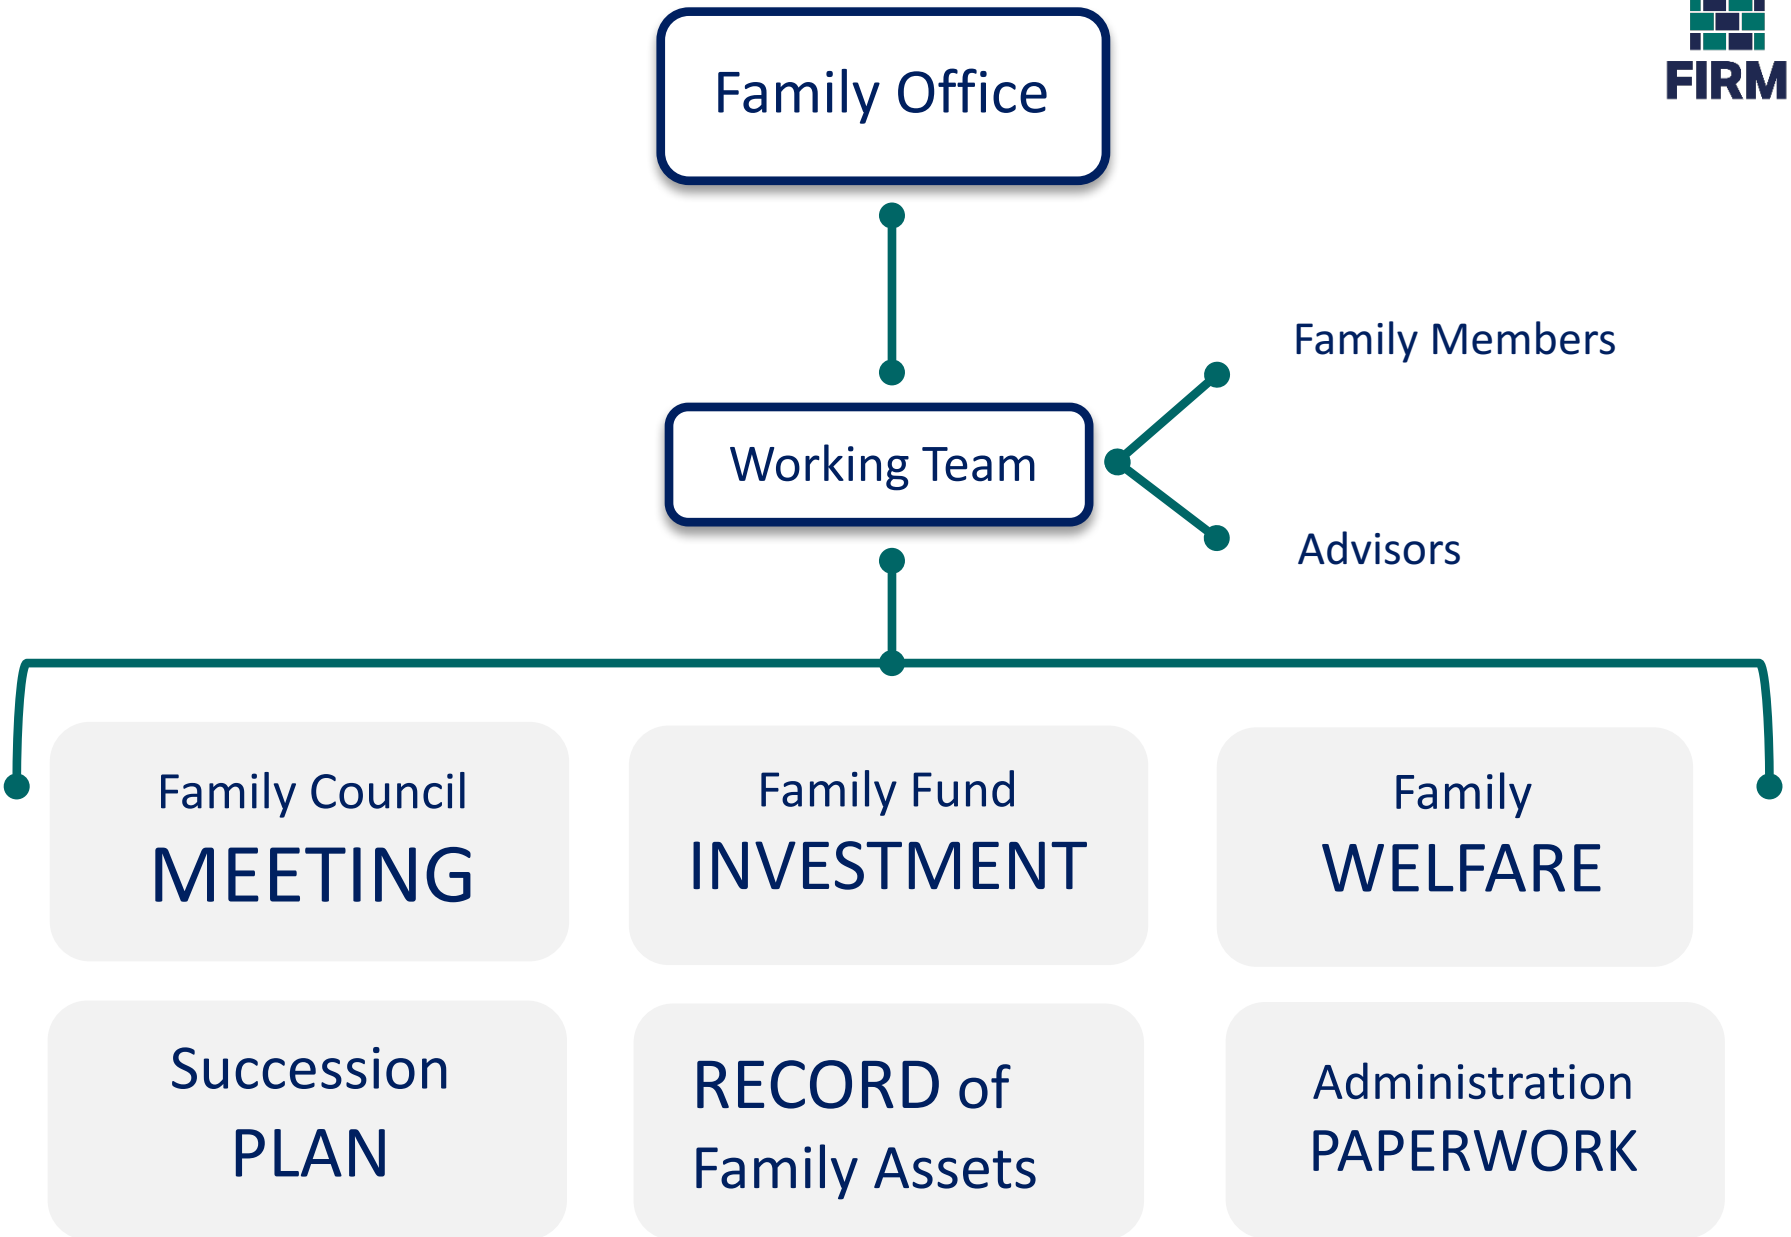 FIRM
Family Office
Family Members
Working Team
Advisors
Family Council
MEETING
Family Fund
INVESTMENT
Family
WELFARE
Succession
PLAN
RECORD of
Family Assets
Administration
PAPERWORK